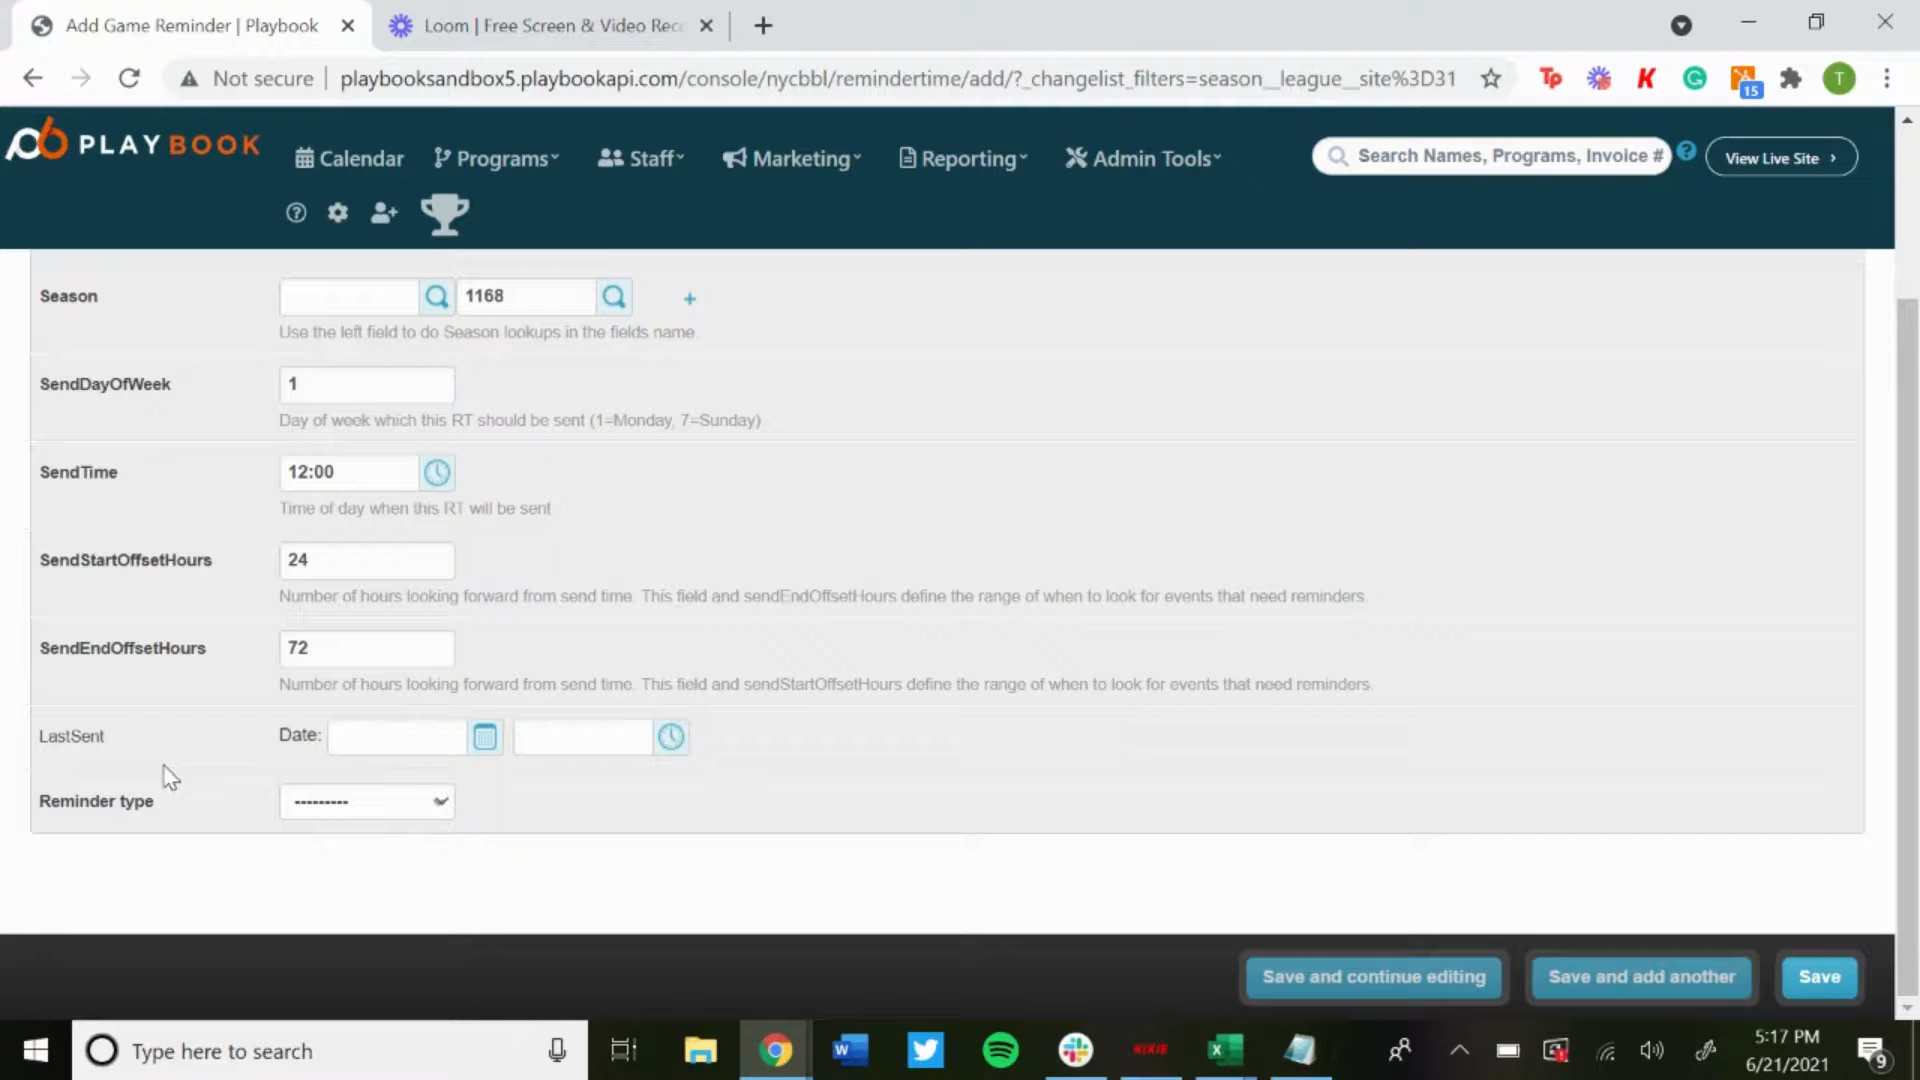 Add Game Reminder | Playbook
Loom | Free Screen & Video Rec
Not secure
playbooksandbox5.playbookapi.com/console/nycbbl/remindertime/add/?_changelist_filters=season__league__site%3D31
Tp
K
G
15
T
PLAYBOOK
Calendar
Programs
Staff
Marketing
Reporting
Admin Tools
Search Names, Programs, Invoice #
?
View Live Site ›
?
Season
1168
+
Use the left field to do Season lookups in the fields name.
SendDayOfWeek
1
Day of week which this RT should be sent (1=Monday, 7=Sunday)
SendTime
12:00
Time of day when this RT will be sent
SendStartOffsetHours
24
Number of hours looking forward from send time. This field and sendEndOffsetHours define the range of when to look for events that need reminders.
SendEndOffsetHours
72
Number of hours looking forward from send time. This field and sendStartOffsetHours define the range of when to look for events that need reminders.
LastSent
Date:
Reminder type
---------
Save and continue editing
Save and add another
Save
Type here to search
W
X
5:17 PM
6/21/2021
9